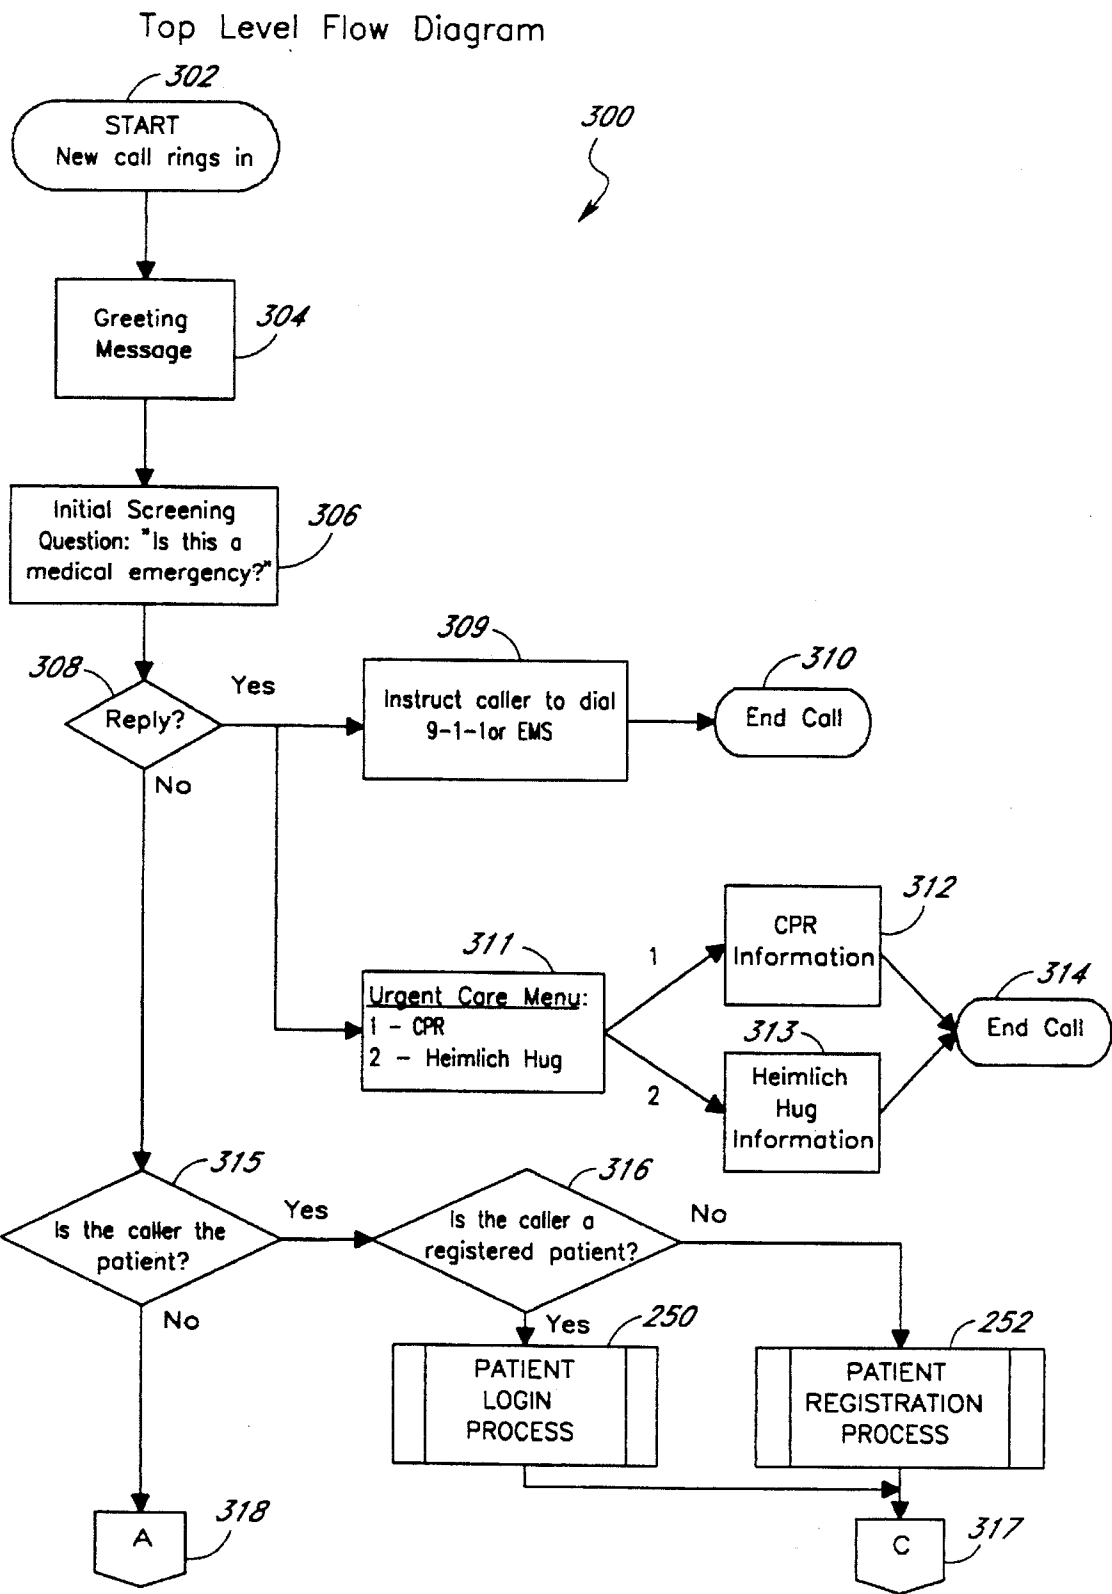 Top Level Flow Diagram
302
START
New call rings in
300
Greeting
Message
304
Initial Screening
Question: "Is this a
medical emergency?"
306
308
Reply?
Yes
No
309
Instruct caller to dial
9-1-1or EMS
310
End Call
311
Urgent Care Menu:
1 - CPR
2 - Heimlich Hug
1
2
312
CPR
Information
313
Heimlich
Hug
Information
314
End Call
315
Is the caller the
patient?
Yes
No
316
Is the caller a
registered patient?
No
Yes
250
PATIENT
LOGIN
PROCESS
252
PATIENT
REGISTRATION
PROCESS
A
318
C
317